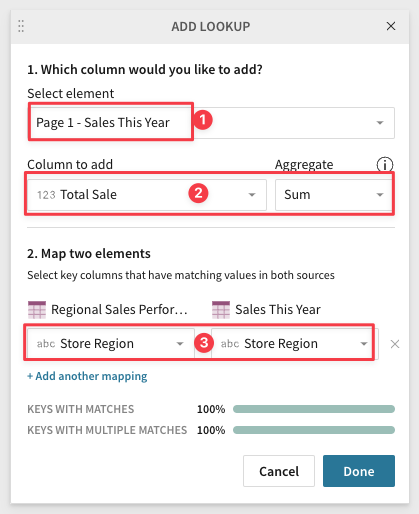 ADD LOOKUP
1. Which column would you like to add?
Select element
Page 1 - Sales This Year
1
Column to add Aggregate
123 Total Sale 2 Sum
2. Map two elements
Select key columns that have matching values in both sources
Regional Sales Perfor... Sales This Year
abc Store Region 3 abc Store Region
+ Add another mapping
KEYS WITH MATCHES 100%
KEYS WITH MULTIPLE MATCHES 100%
Cancel Done